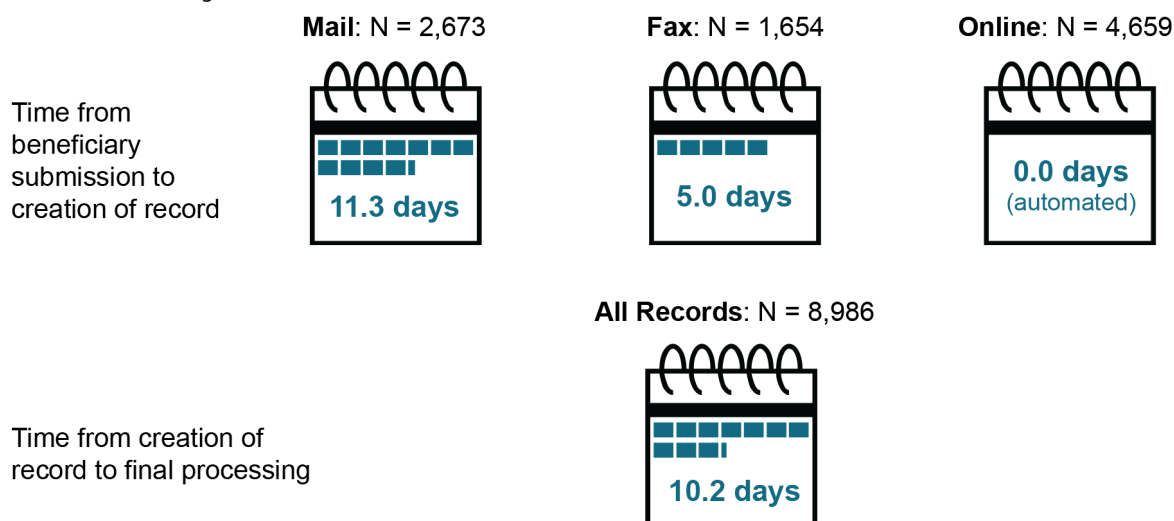 Mail: N = 2,673
Fax: N = 1,654
Online: N = 4,659
Time from
beneficiary
submission to
creation of record
11.3 days
5.0 days
0.0 days
(automated)
All Records: N = 8,986
Time from creation of
record to final processing
10.2 days